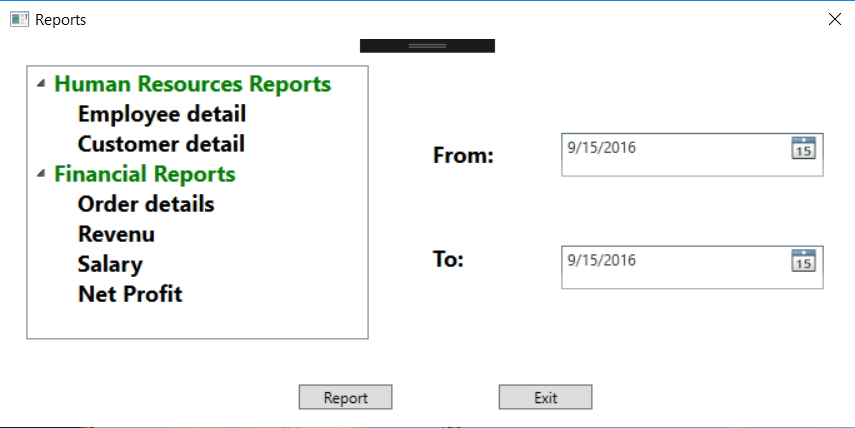 Reports
Human Resources Reports
Employee detail
Customer detail
Financial Reports
Order details
Revenu
Salary
Net Profit
From:
9/15/2016
15
To:
9/15/2016
15
Report
Exit